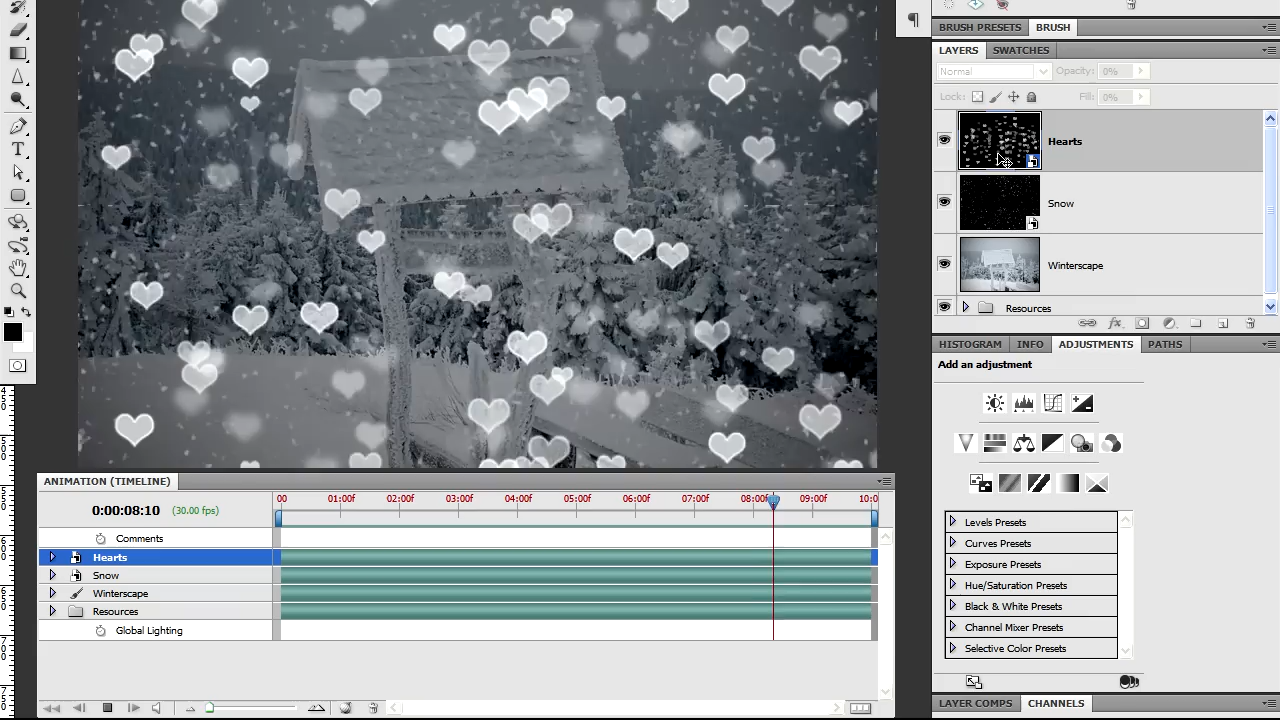 BRUSH PRESETS BRUSH
LAYERS SWATCHES
Normal Opacity: 0%
Lock: Fill: 0%
Hearts
Snow
Winterscape
Resources
HISTOGRAM INFO ADJUSTMENTS PATHS
Add an adjustment
Levels Presets
Curves Presets
Exposure Presets
Hue/Saturation Presets
Black & White Presets
Channel Mixer Presets
Selective Color Presets
LAYER COMPS CHANNELS
ANIMATION (TIMELINE)
00 01:00f 02:00f 03:00f 04:00f 05:00f 06:00f 07:00f 08:00f 09:00f 10:0
0:00:08:10 (30.00 fps)
Comments
Hearts
Snow
Winterscape
Resources
Global Lighting